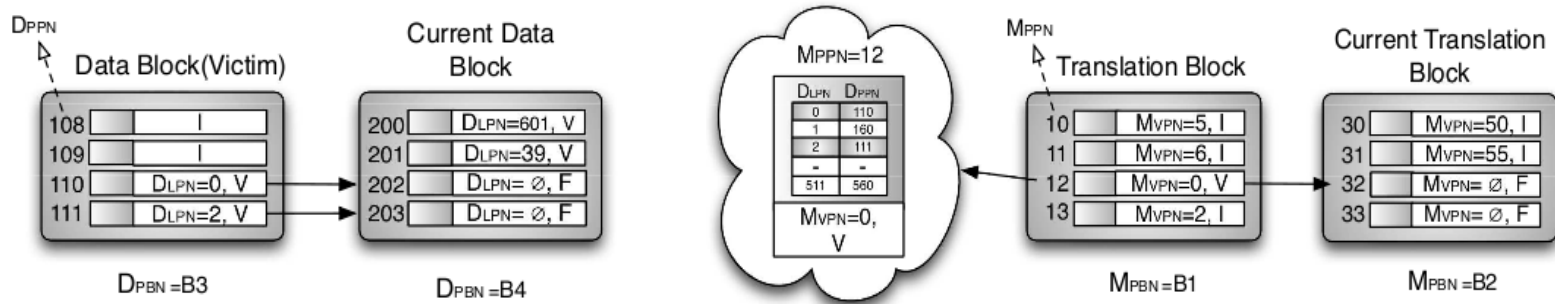 DPPN
Data Block(Victim)
108 I
109 I
110 DLPN=0, V
111 DLPN=2, V
DPBN =B3
Current Data
Block
200 DLPN=601, V
201 DLPN=39, V
202 DLPN= ∅, F
203 DLPN= ∅, F
DPBN =B4
MPPN=12
DLPN DPPN
0 110
1 160
2 111
- -
511 560
MVPN=0,
V
MPPN
Translation Block
10 MVPN=5, I
11 MVPN=6, I
12 MVPN=0, V
13 MVPN=2, I
MPBN =B1
Current Translation
Block
30 MVPN=50, I
31 MVPN=55, I
32 MVPN= ∅, F
33 MVPN= ∅, F
MPBN =B2